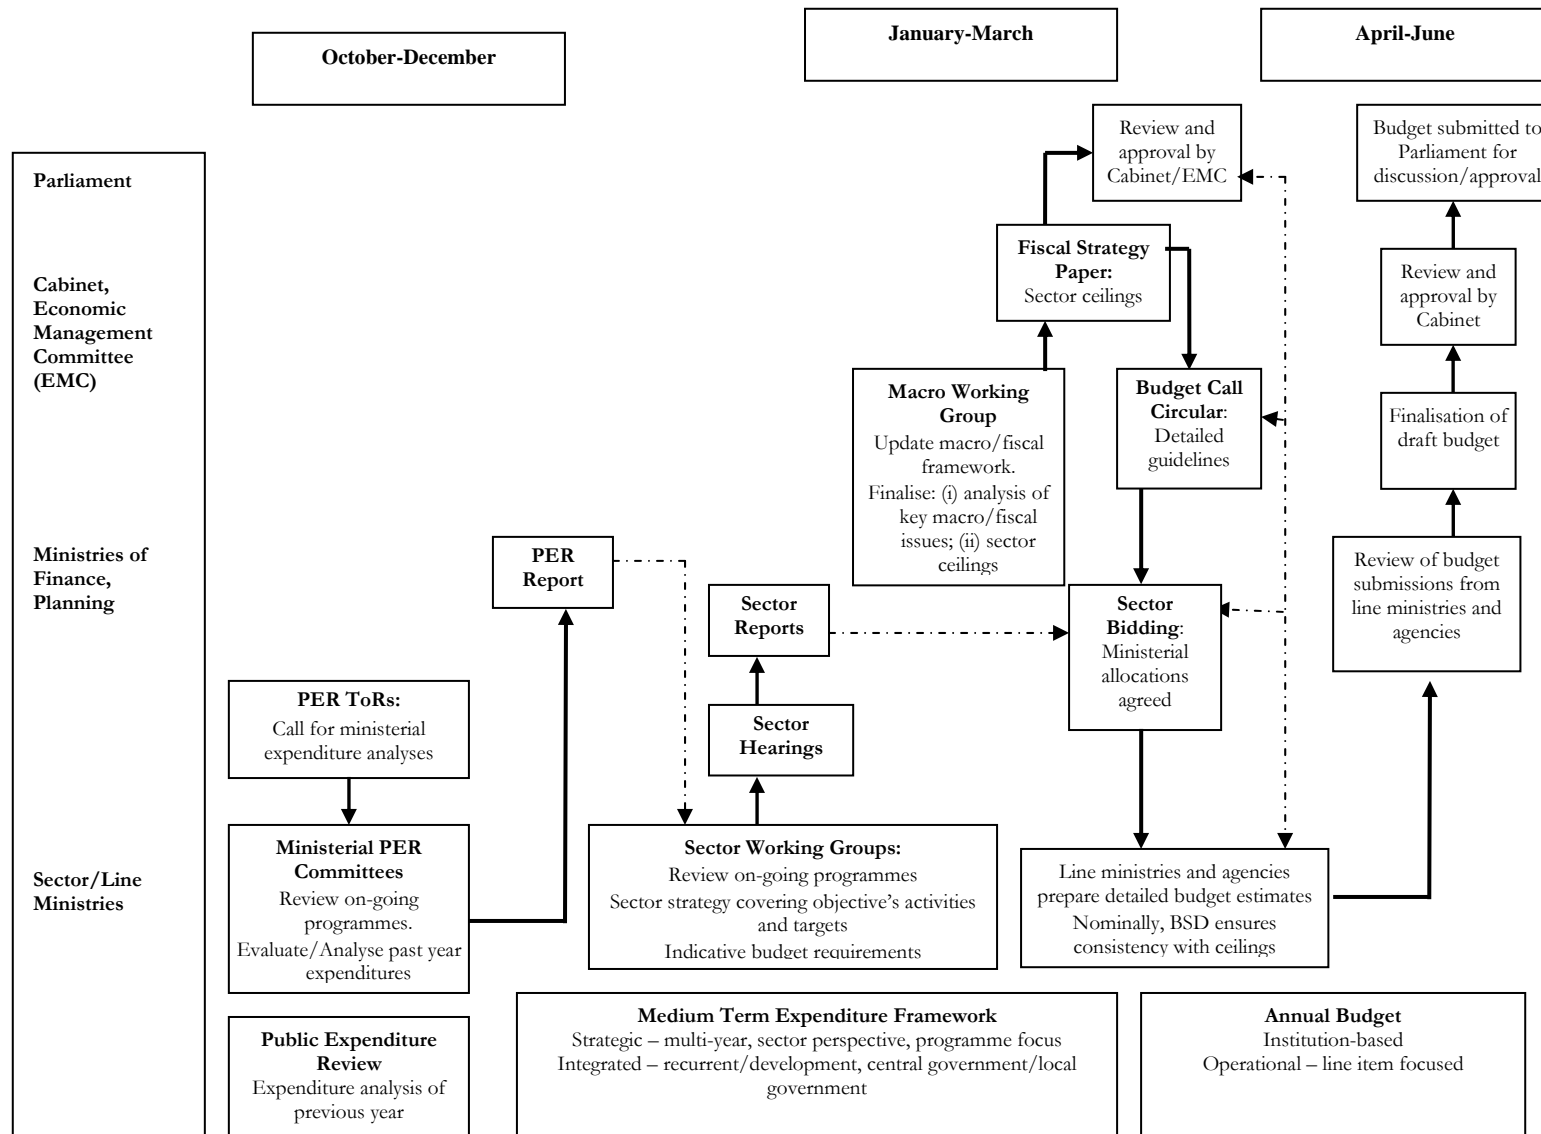 October-December
January-March
April-June
Parliament
Cabinet,
Economic
Management
Committee
(EMC)
Ministries of
Finance,
Planning
Sector/Line
Ministries
PER ToRs:
Call for ministerial
expenditure analyses
Ministerial PER
Committees
Review on-going
programmes.
Evaluate/Analyse past year
expenditures
Public Expenditure
Review
Expenditure analysis of
previous year
PER
Report
Sector Working Groups:
Review on-going programmes
Sector strategy covering objective's activities
and targets
Indicative budget requirements
Sector
Hearings
Sector
Reports
Medium Term Expenditure Framework
Strategic – multi-year, sector perspective, programme focus
Integrated – recurrent/development, central government/local
government
Macro Working
Group
Update macro/fiscal
framework.
Finalise: (i) analysis of
key macro/fiscal
issues; (ii) sector
ceilings
Fiscal Strategy
Paper:
Sector ceilings
Review and
approval by
Cabinet/EMC
Budget Call
Circular:
Detailed
guidelines
Sector
Bidding:
Ministerial
allocations
agreed
Line ministries and agencies
prepare detailed budget estimates
Nominally, BSD ensures
consistency with ceilings
Annual Budget
Institution-based
Operational – line item focused
Budget submitted to
Parliament for
discussion/approval
Review and
approval by
Cabinet
Finalisation of
draft budget
Review of budget
submissions from
line ministries and
agencies